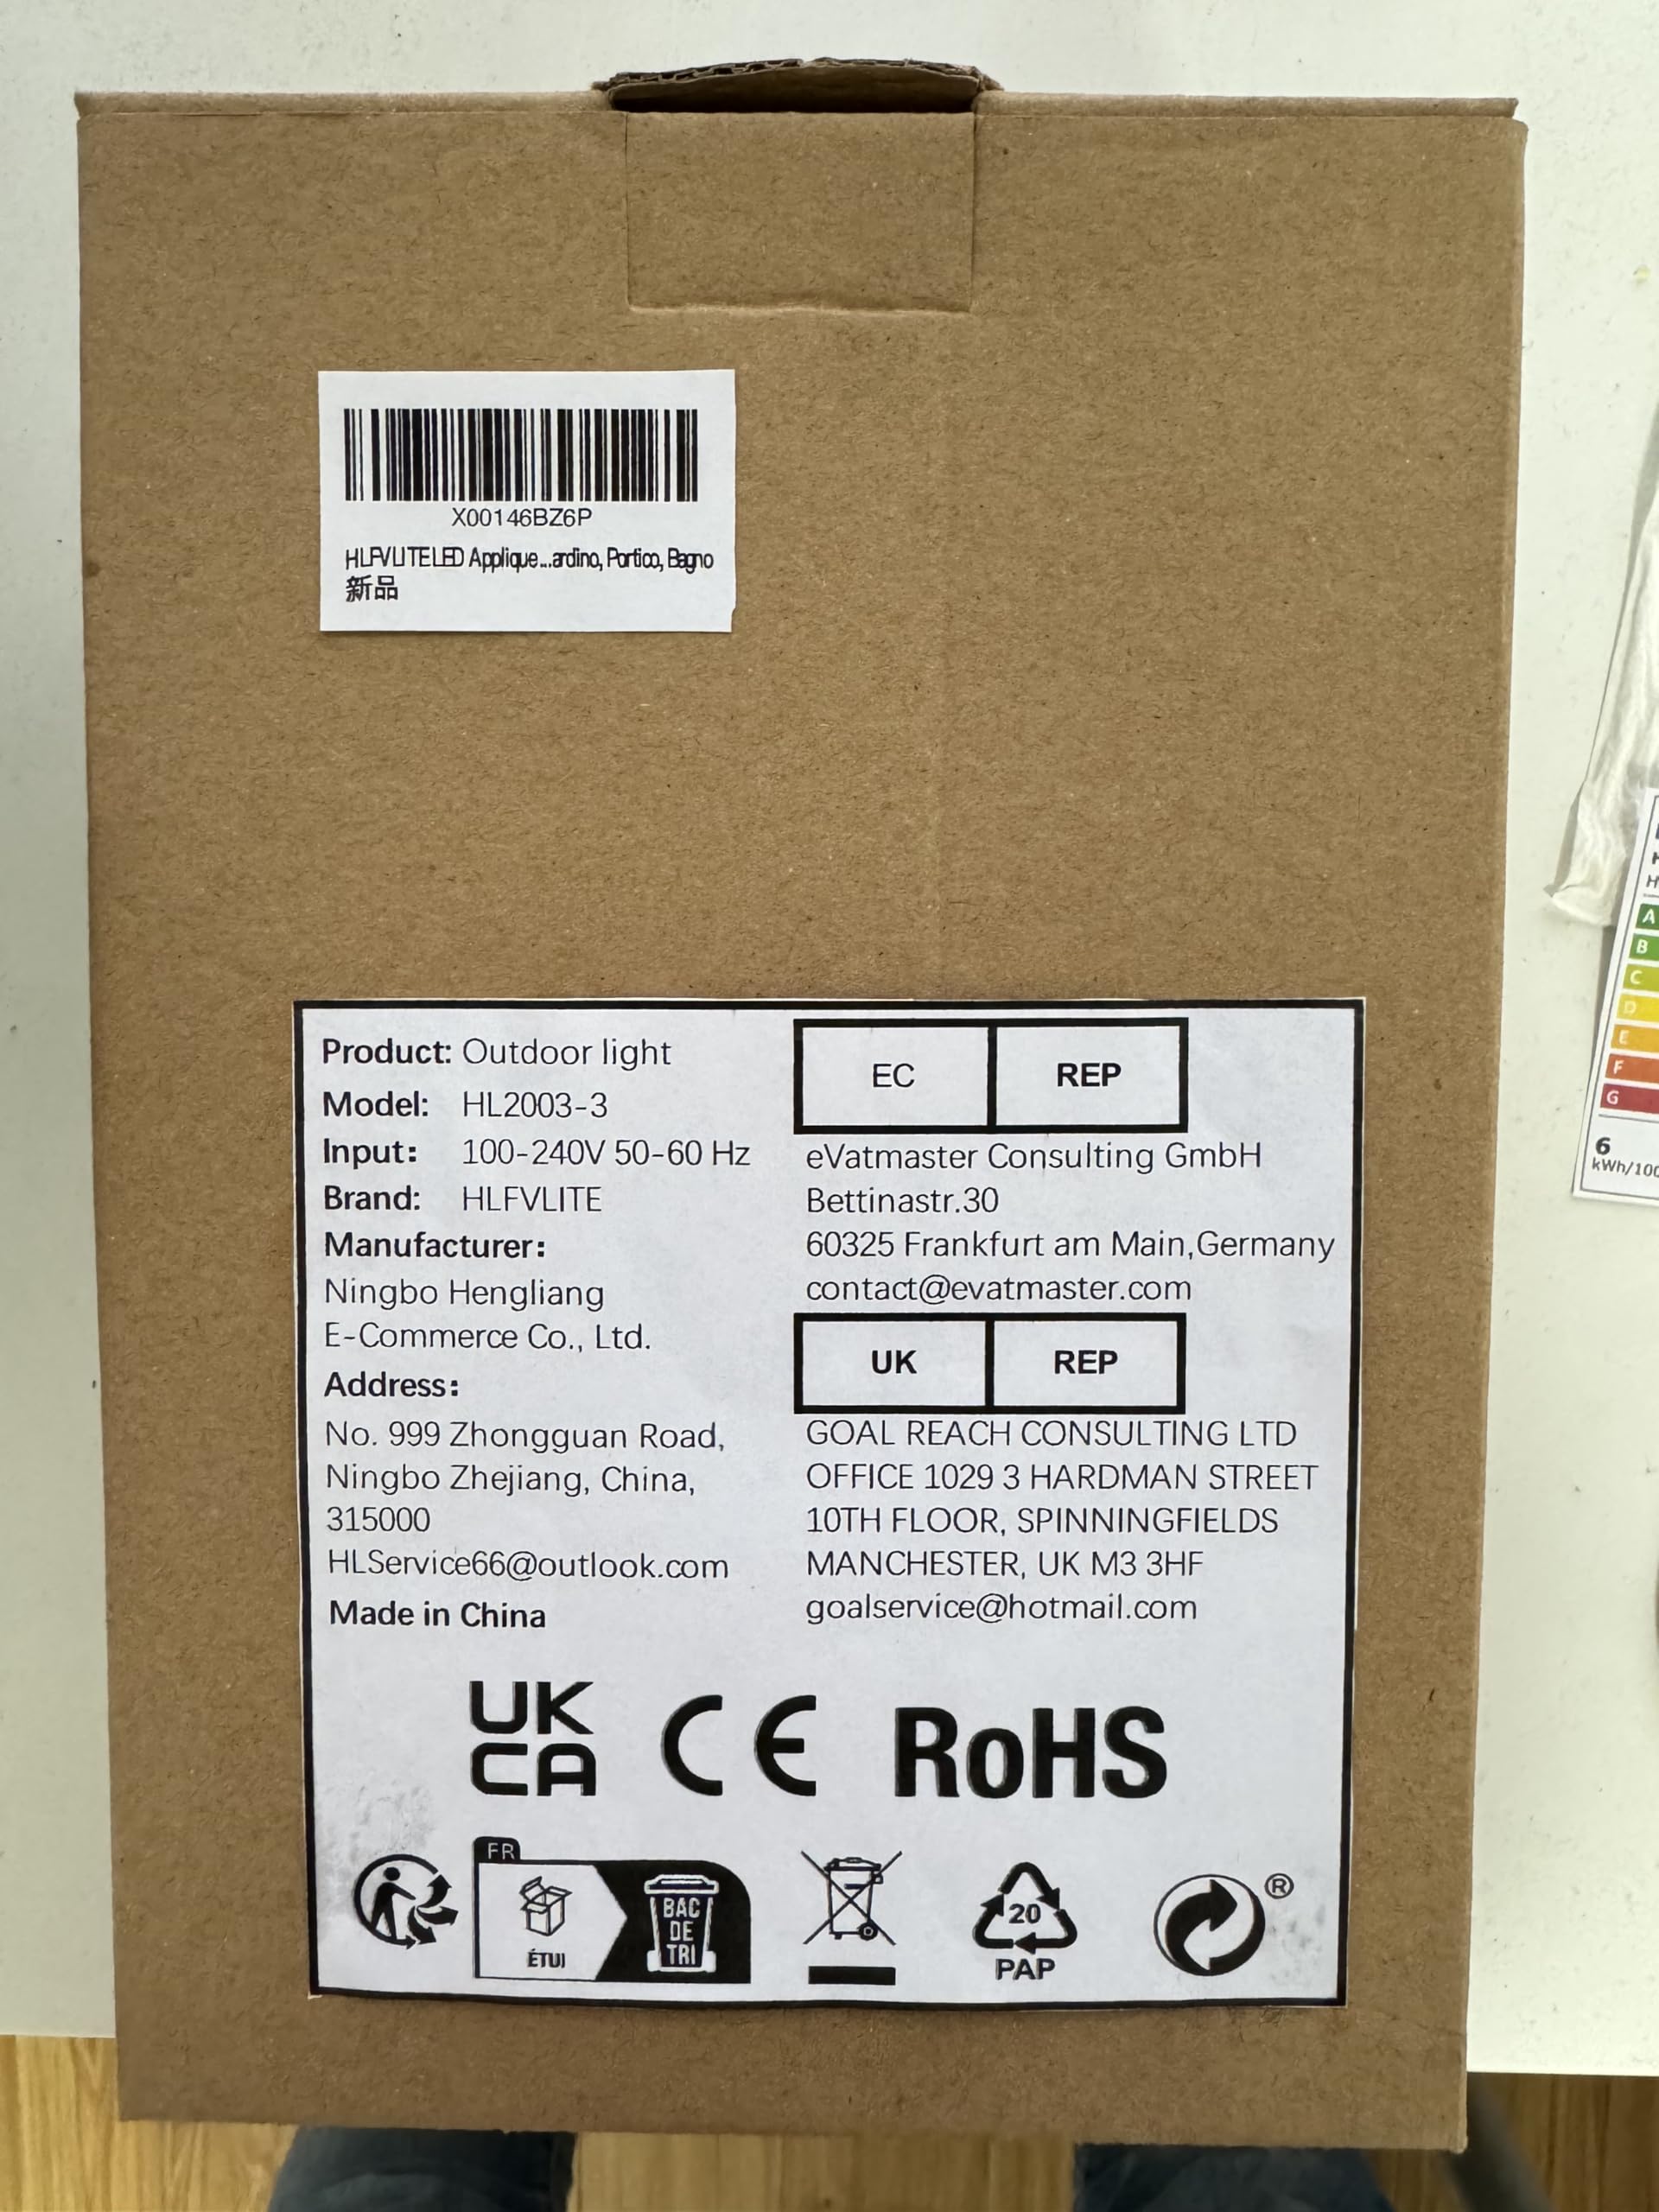 X00146BZ6P
HLFVLITE LED Applique...ardino, Portico, Bagno
新品
Product: Outdoor light
Model: HL2003-3
Input: 100-240V 50-60 Hz
Brand: HLFVLITE
Manufacturer:
Ningbo Hengliang
E-Commerce Co., Ltd.
Address:
No. 999 Zhongguan Road,
Ningbo Zhejiang, China,
315000
HLService66@outlook.com
Made in China
EC REP
eVatmaster Consulting GmbH
Bettinastr.30
60325 Frankfurt am Main,Germany
contact@evatmaster.com
UK REP
GOAL REACH CONSULTING LTD
OFFICE 1029 3 HARDMAN STREET
10TH FLOOR, SPINNINGFIELDS
MANCHESTER, UK M3 3HF
goalservice@hotmail.com
UK
CA
CE
RoHS
FR
ÉTUI
BAC
DE
TRI
20
PAP
®
A
B
C
D
E
F
G
6